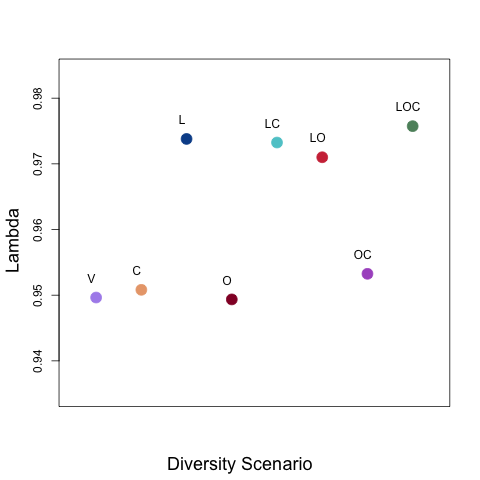 Lambda
0.98
0.97
0.96
0.95
0.94
V
C
L
O
LC
LO
OC
LOC
Diversity Scenario